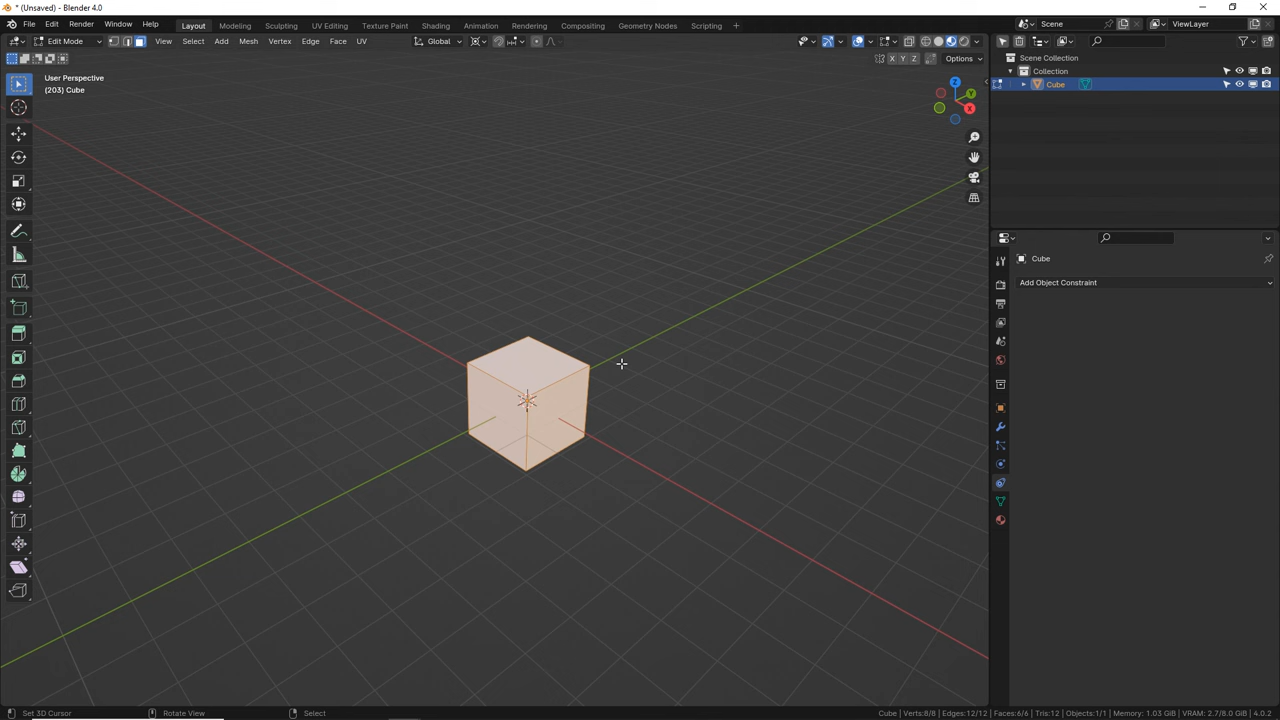 * (Unsaved) - Blender 4.0
File Edit Render Window Help Layout Modeling Sculpting UV Editing Texture Paint Shading Animation Rendering Compositing Geometry Nodes Scripting + Scene ViewLayer
Edit Mode View Select Add Mesh Vertex Edge Face UV Global
X Y Z Options
User Perspective
(203) Cube
Z
Y
X
Scene Collection
Collection
Cube
Cube
Add Object Constraint
Set 3D Cursor Rotate View Select Cube | Verts:8/8 | Edges:12/12 | Faces:6/6 | Tris:12 | Objects:1/1 | Memory: 1.03 GiB | VRAM: 2.7/8.0 GiB | 4.0.2